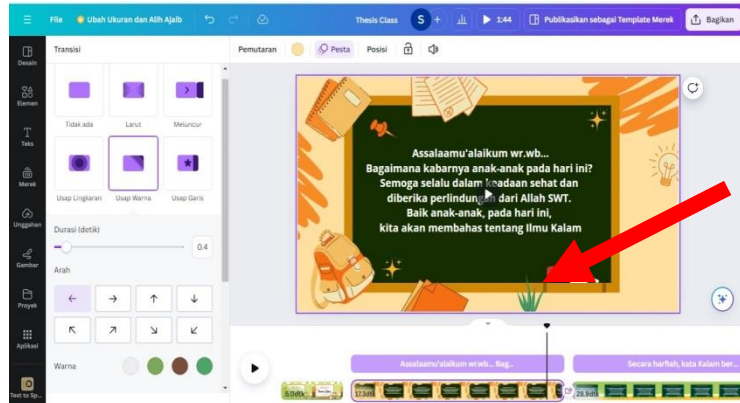 File Ubah Ukuran dan Alih Ajaib Thesis Class S + 1:44 Publikasikan sebagai Template Merek Bagikan
Desain
Elemen
Teks
Merek
Unggahan
Gambar
Proyek
Aplikasi
Text to Sp...
Transisi
Tidak ada Larut Meluncur
Usap Lingkaran Usap Warna Usap Garis
Durasi (detik)
0.4
Arah
Warna
Pemutaran Pesta Posisi
Assalaamu'alaikum wr.wb...
Bagaimana kabarnya anak-anak pada hari ini?
Semoga selalu dalam keadaan sehat dan
diberika perlindungan dari Allah SWT.
Baik anak-anak, pada hari ini,
kita akan membahas tentang Ilmu Kalam
Assalaamu'alaikum wr.wb... Bag... Secara harfiah, kata Kalam ber...
5.0dtk 17.3dtk 28.9dtk